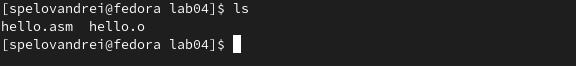 [spelovandrei@fedora lab04]$ ls
hello.asm  hello.o
[spelovandrei@fedora lab04]$